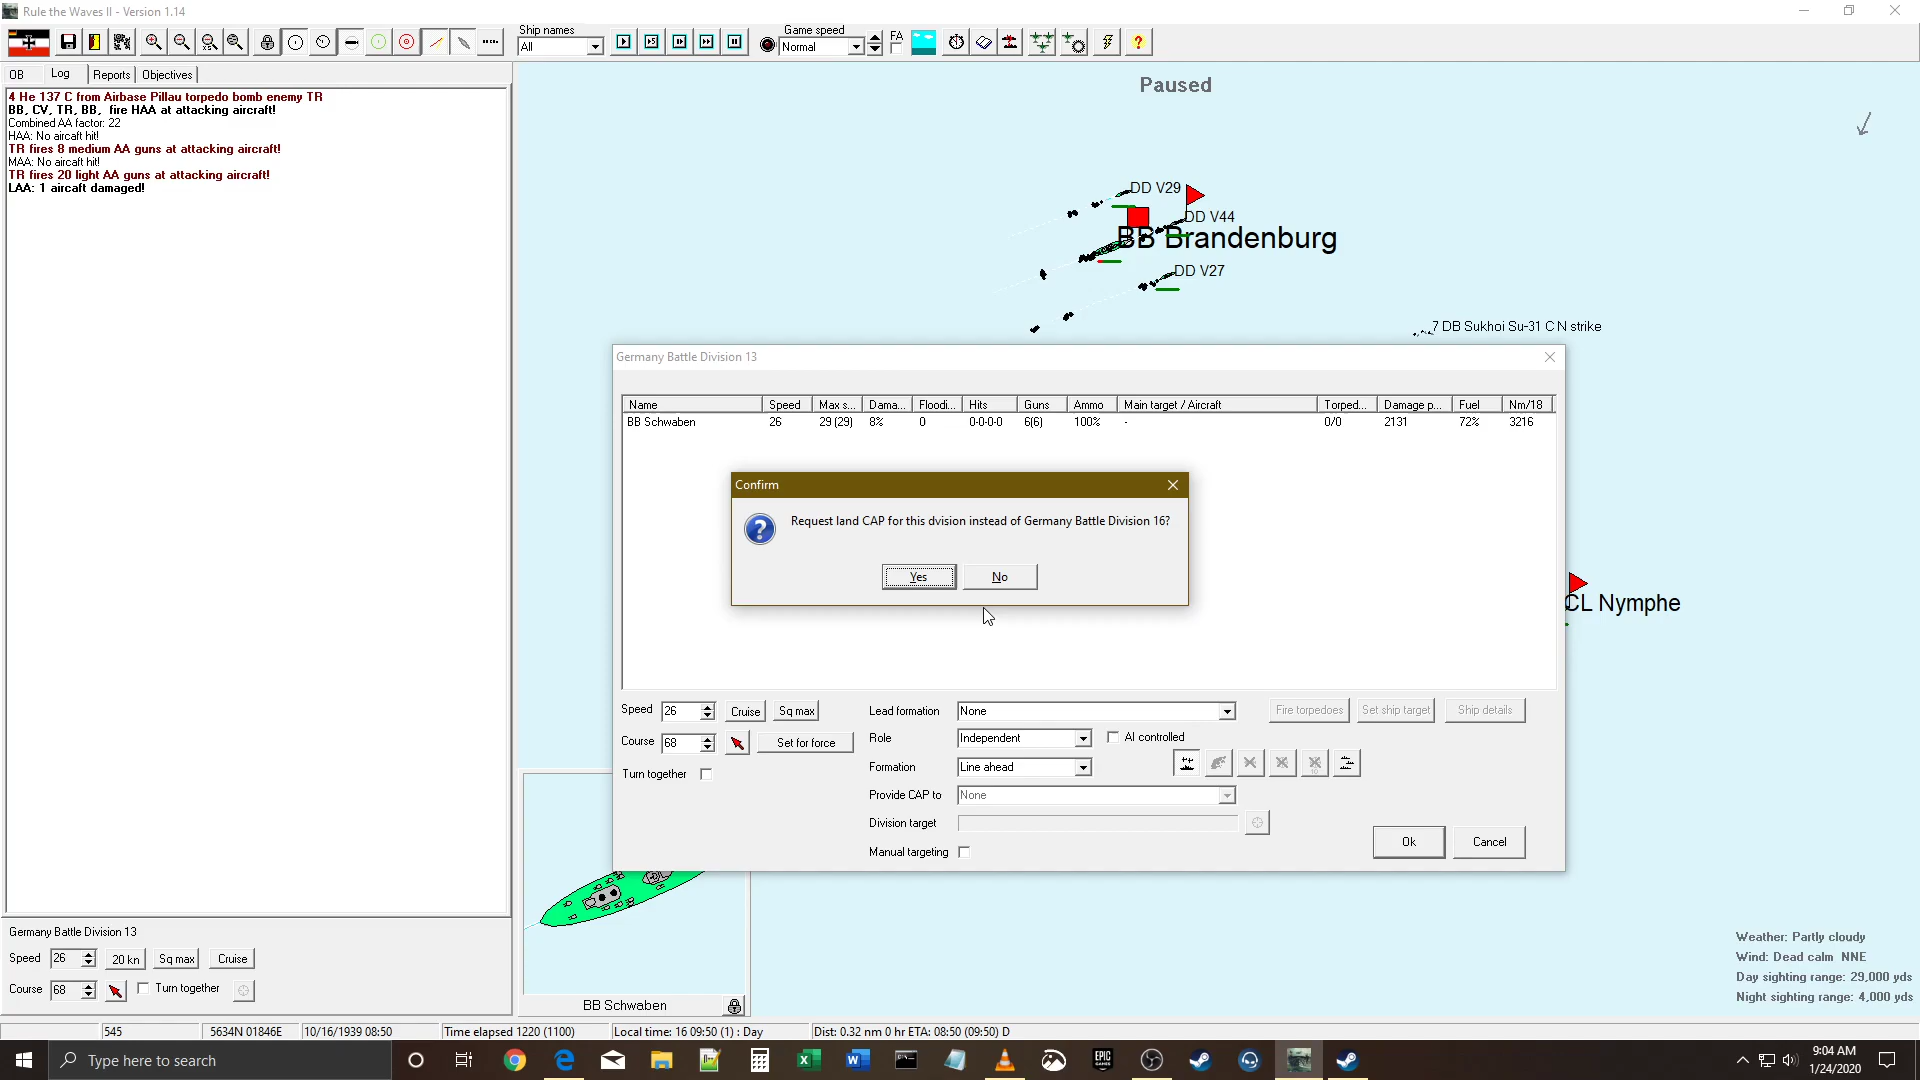 Rule the Waves II - Version 1.14
Ship names
All
Game speed
Normal
FA
OB
Log
Reports
Objectives
4 He 137 C from Airbase Pillau torpedo bomb enemy TR
BB, CV, TR, BB,  fire HAA at attacking aircraft!
Combined AA factor: 22
HAA: No aircaft hit!
TR fires 8 medium AA guns at attacking aircraft!
MAA: No aircaft hit!
TR fires 20 light AA guns at attacking aircraft!
LAA: 1 aircaft damaged!
Paused
DD V29
DD V44
BB Brandenburg
DD V27
7 DB Sukhoi Su-31 C N strike
CL Nymphe
Germany Battle Division 13
Name Speed Max s... Dama... Floodi... Hits Guns Ammo Main target / Aircraft Torped... Damage p... Fuel Nm/18
BB Schwaben 26 29 (29) 8% 0 0-0-0-0 6(6) 100% - 0/0 2131 72% 3216
Confirm
Request land CAP for this dvision instead of Germany Battle Division 16?
Yes
No
Speed 26 Cruise Sq max
Course 68 Set for force
Turn together
Lead formation None
Role Independent
AI controlled
Formation Line ahead
Provide CAP to None
Division target
Manual targeting
Fire torpedoes
Set ship target
Ship details
10
Ok
Cancel
BB Schwaben
Germany Battle Division 13
Speed 26 20 kn Sq max Cruise
Course 68 Turn together
Weather: Partly cloudy
Wind: Dead calm  NNE
Day sighting range: 29,000 yds
Night sighting range: 4,000 yds
545
5634N 01846E
10/16/1939 08:50
Time elapsed 1220 (1100)
Local time: 16 09:50 (1) : Day
Dist: 0.32 nm 0 hr ETA: 08:50 (09:50) D
Type here to search
EPIC
GAMES
9:04 AM
1/24/2020